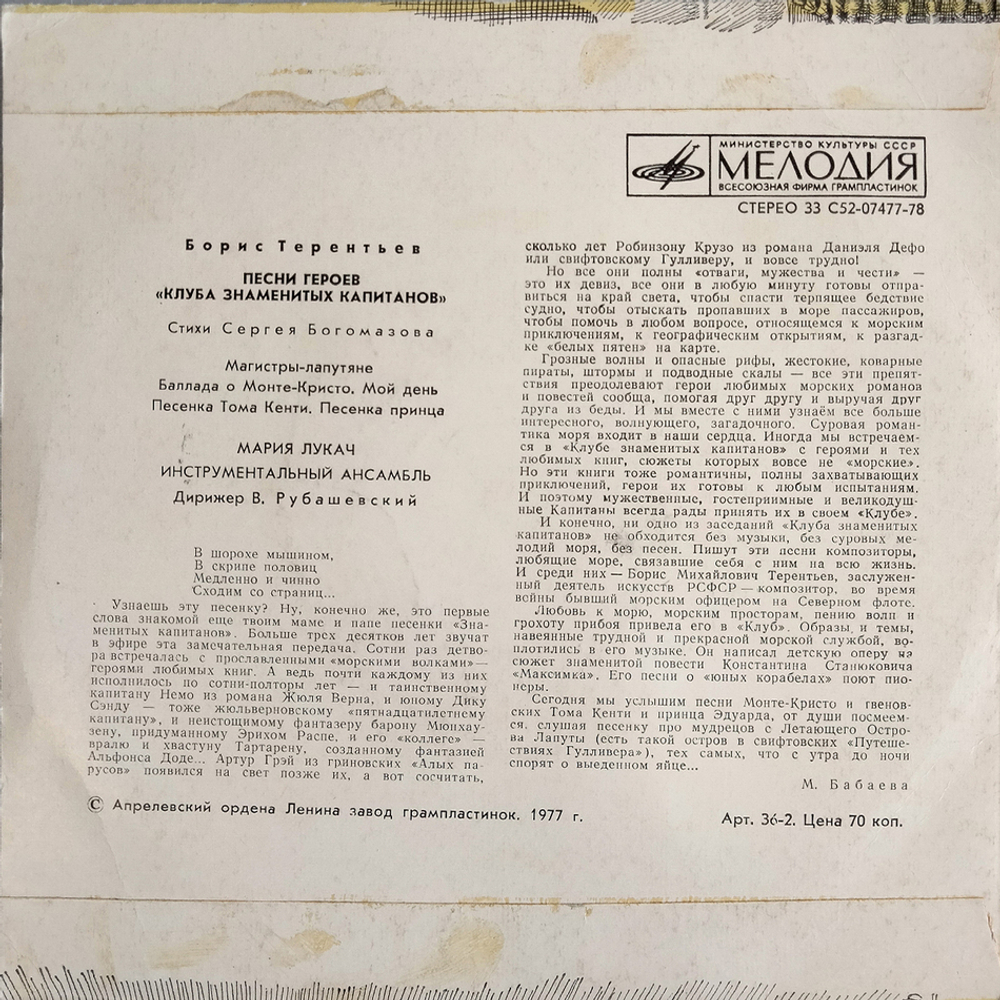 МИНИСТЕРСТВО КУЛЬТУРЫ СССР
МЕЛОДИЯ
ВСЕСОЮЗНАЯ ФИРМА ГРАМПЛАСТИНОК
СТЕРЕО 33 С52-07477-78
Борис Терентьев
ПЕСНИ ГЕРОЕВ
«КЛУБА ЗНАМЕНИТЫХ КАПИТАНОВ»
Стихи Сергея Богомазова
Магистры-лапутяне
Баллада о Монте-Кристо. Мой день
Песенка Тома Кенти. Песенка принца
МАРИЯ ЛУКАЧ
ИНСТРУМЕНТАЛЬНЫЙ АНСАМБЛЬ
Дирижер В. Рубашевский
В шорохе мышином,
В скрипе половиц
Медленно и чинно
Сходим со страниц...
Узнаешь эту песенку? Ну, конечно же, это первые
слова знакомой еще твоим маме и папе песенки «Зна-
менитых капитанов». Больше трех десятков лет звучат
в эфире эта замечательная передача. Сотни раз детво-
ра встречалась с прославленными «морскими волками»—
героями любимых книг. А ведь почти каждому из них
исполнилось по сотни-полторы лет — и таинственному
капитану Немо из романа Жюля Верна, и юному Дику
Сэнду — тоже жюльверновскому «пятнадцатилетнему
капитану», и неистощимому фантазеру барону Мюнхау-
зену, придуманному Эрихом Распе, и его «коллеге» —
вралю и хвастуну Тартарену, созданному фантазией
Альфонса Доде... Артур Грэй из гриновских «Алых па-
русов» появился на свет позже их, а вот сосчитать,
сколько лет Робинзону Крузо из романа Даниэля Дефо
или свифтовскому Гулливеру, и вовсе трудно!
Но все они полны «отваги, мужества и чести» —
это их девиз, все они в любую минуту готовы отпра-
виться на край света, чтобы спасти терпящее бедствие
судно, чтобы отыскать пропавших в море пассажиров,
чтобы помочь в любом вопросе, относящемся к морским
приключениям, к географическим открытиям, к разгад-
ке «белых пятен» на карте.
Грозные волны и опасные рифы, жестокие, коварные
пираты, штормы и подводные скалы — все эти препят-
ствия преодолевают герои любимых морских романов
и повестей сообща, помогая друг другу и выручая друг
друга из беды. И мы вместе с ними узнаём все больше
интересного, волнующего, загадочного. Суровая роман-
тика моря входит в наши сердца. Иногда мы встречаем-
ся в «Клубе знаменитых капитанов» с героями и тех
любимых книг, сюжеты которых вовсе не «морские».
Но эти книги тоже романтичны, полны захватывающих
приключений, герои их готовы к любым испытаниям.
И поэтому мужественные, гостеприимные и великодуш-
ные Капитаны всегда рады принять их в своем «Клубе».
И конечно, ни одно из заседаний «Клуба знаменитых
капитанов» не обходится без музыки, без суровых ме-
лодий моря, без песен. Пишут эти песни композиторы,
любящие море, связавшие себя с ним на всю жизнь.
И среди них — Борис Михайлович Терентьев, заслужен-
ный деятель искусств РСФСР — композитор, во время
войны бывший морским офицером на Северном флоте.
Любовь к морю, морским просторам, пению волн и
грохоту прибоя привела его в «Клуб». Образы и темы,
навеянные трудной и прекрасной морской службой, во-
плотились в его музыке. Он написал детскую оперу на
сюжет знаменитой повести Константина Станюковича
«Максимка». Его песни о «юных корабелах» поют пио-
неры.
Сегодня мы услышим песни Монте-Кристо и твенов-
ских Тома Кенти и принца Эдуарда, от души посмеем-
ся, слушая песенку про мудрецов с Летающего Остро-
ва Лапуты (есть такой остров в свифтовских «Путеше-
ствиях Гулливера»), тех самых, что с утра до ночи
спорят о выеденном яйце...
М. Бабаева
© Апрелевский ордена Ленина завод грампластинок. 1977 г.
Арт. 36-2. Цена 70 коп.